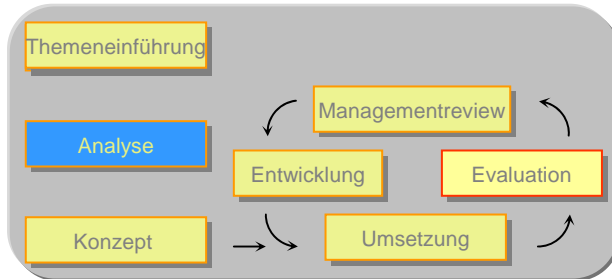 Themeneinführung
Managementreview
Analyse
Entwicklung
Evaluation
Konzept
Umsetzung